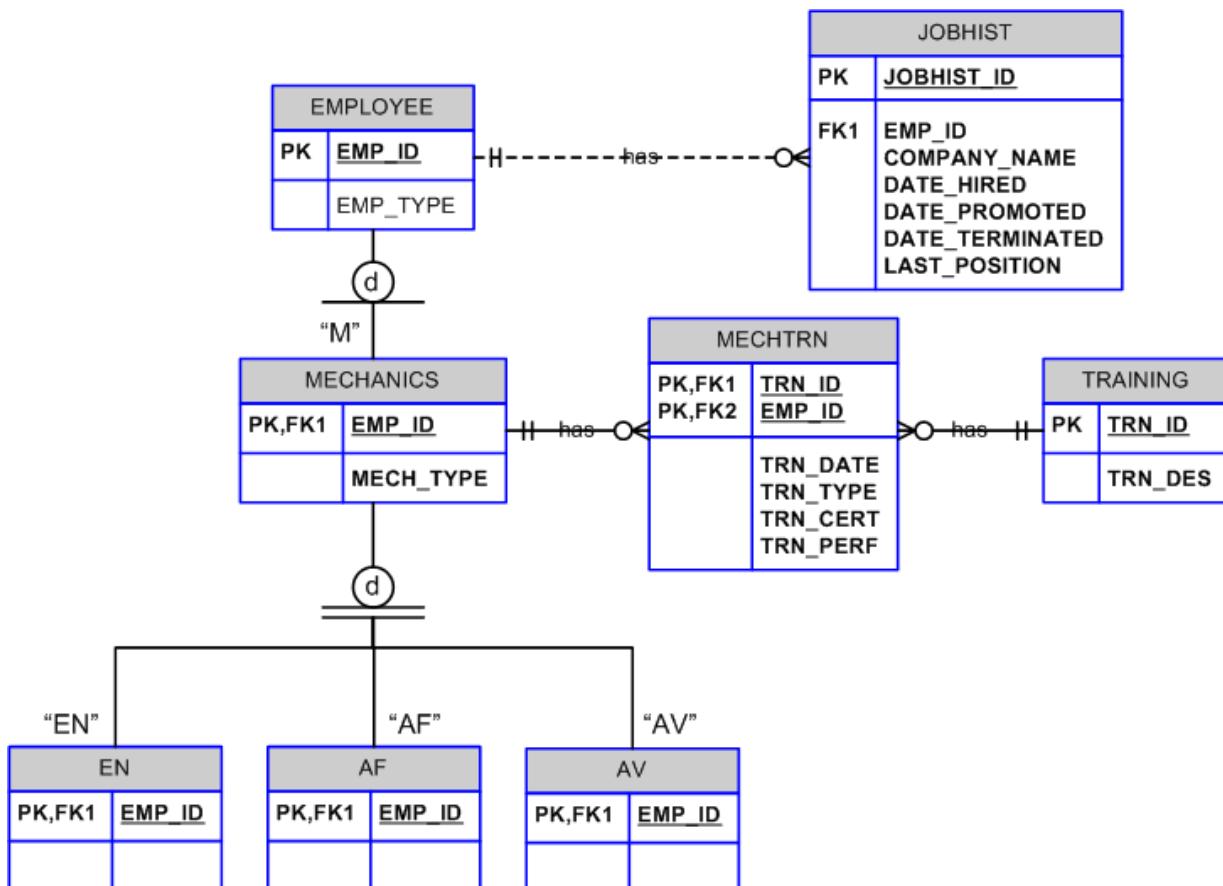 JOBHIST
PK JOBHIST_ID
FK1 EMP_ID
COMPANY_NAME
DATE_HIRED
DATE_PROMOTED
DATE_TERMINATED
LAST_POSITION
EMPLOYEE
PK EMP_ID
EMP_TYPE
has
d
“M”
MECHANICS
PK,FK1 EMP_ID
MECH_TYPE
has
MECHTRN
PK,FK1 TRN_ID
PK,FK2 EMP_ID
TRN_DATE
TRN_TYPE
TRN_CERT
TRN_PERF
has
TRAINING
PK TRN_ID
TRN_DES
d
“EN”
“AF”
“AV”
EN
PK,FK1 EMP_ID
AF
PK,FK1 EMP_ID
AV
PK,FK1 EMP_ID